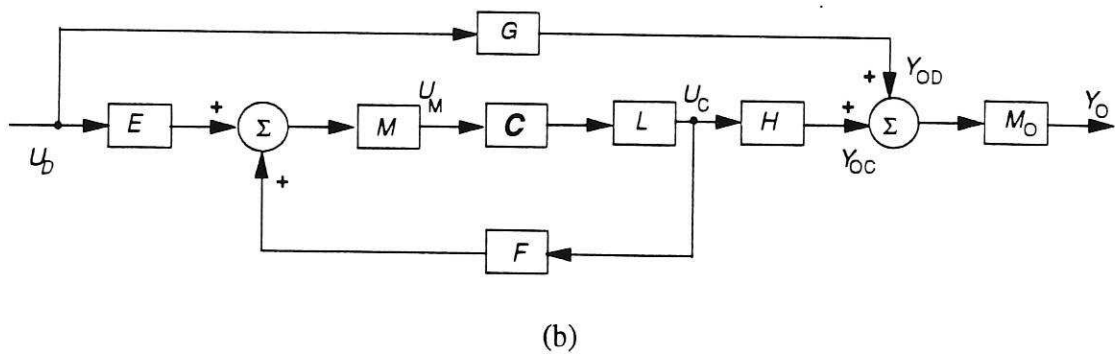 G
+ Y_OD
E + Σ M U_M C L U_C H + Σ M_O Y_O
U_D Y_OC
+
F
(b)